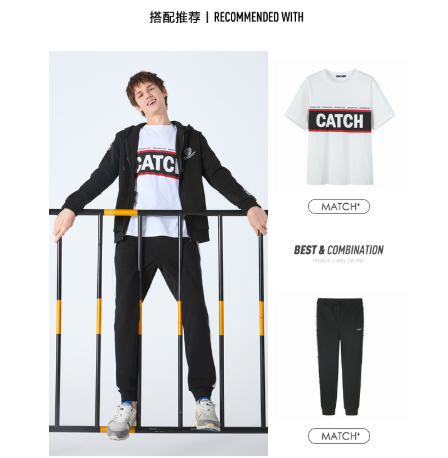 搭配推荐 | RECOMMENDED WITH
CATCH
CATCH
MATCH+
BEST & COMBINATION
MATCH+